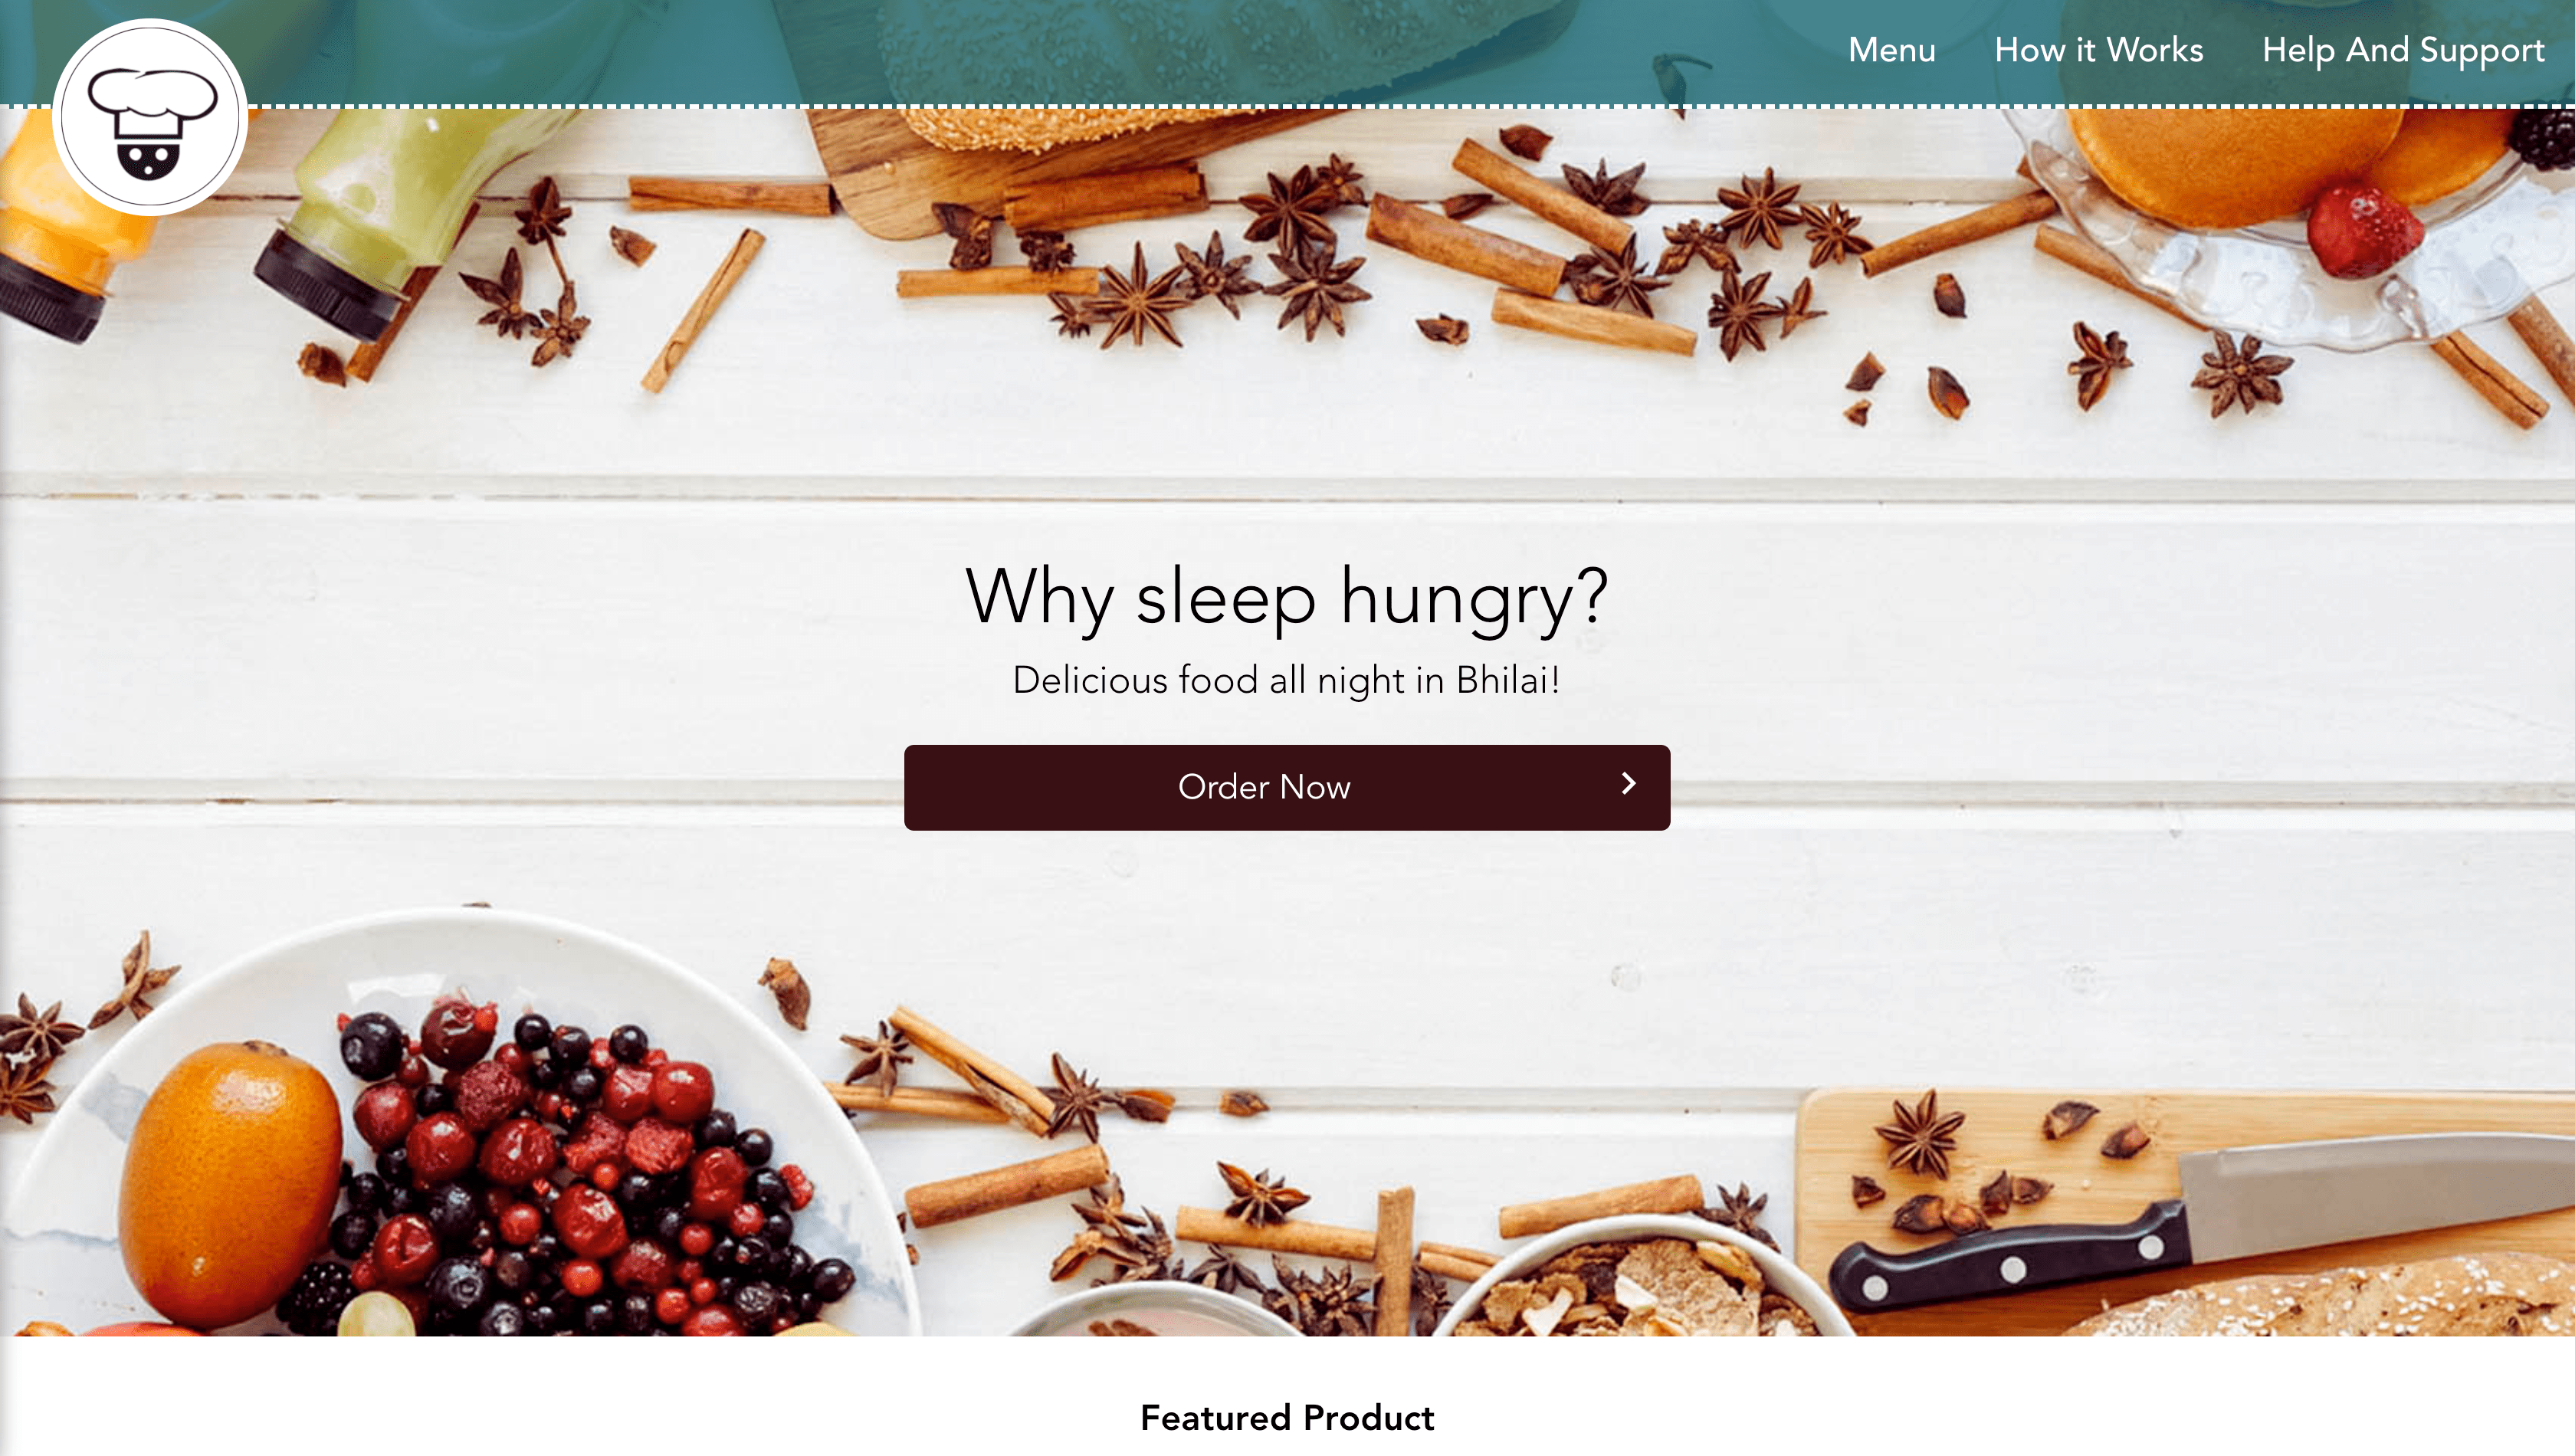 Menu How it Works Help And Support
Why sleep hungry?
Delicious food all night in Bhilai!
Order Now
Featured Product